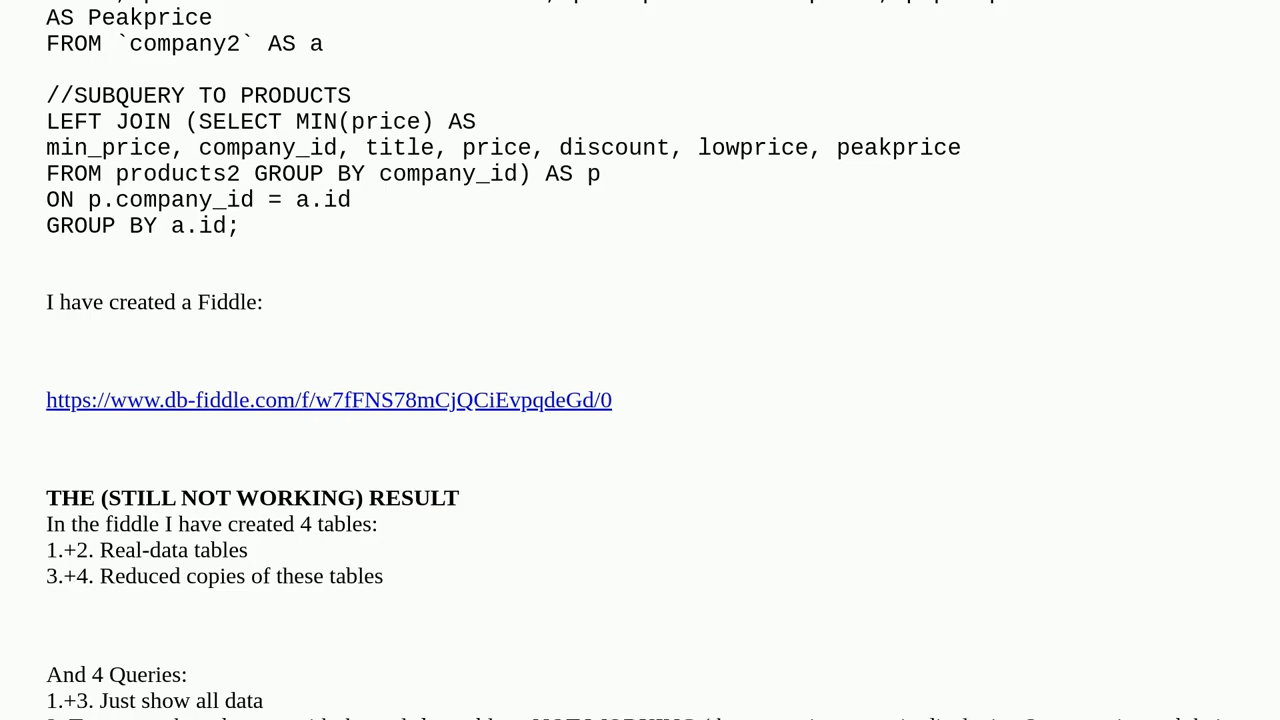 AS Peakprice
FROM `company2` AS a
//SUBQUERY TO PRODUCTS
LEFT JOIN (SELECT MIN(price) AS
min_price, company_id, title, price, discount, lowprice, peakprice
FROM products2 GROUP BY company_id) AS p
ON p.company_id = a.id
GROUP BY a.id;
I have created a Fiddle:
https://www.db-fiddle.com/f/w7fFNS78mCjQCiEvpqdeGd/0
THE (STILL NOT WORKING) RESULT
In the fiddle I have created 4 tables:
1.+2. Real-data tables
3.+4. Reduced copies of these tables
And 4 Queries:
1.+3. Just show all data